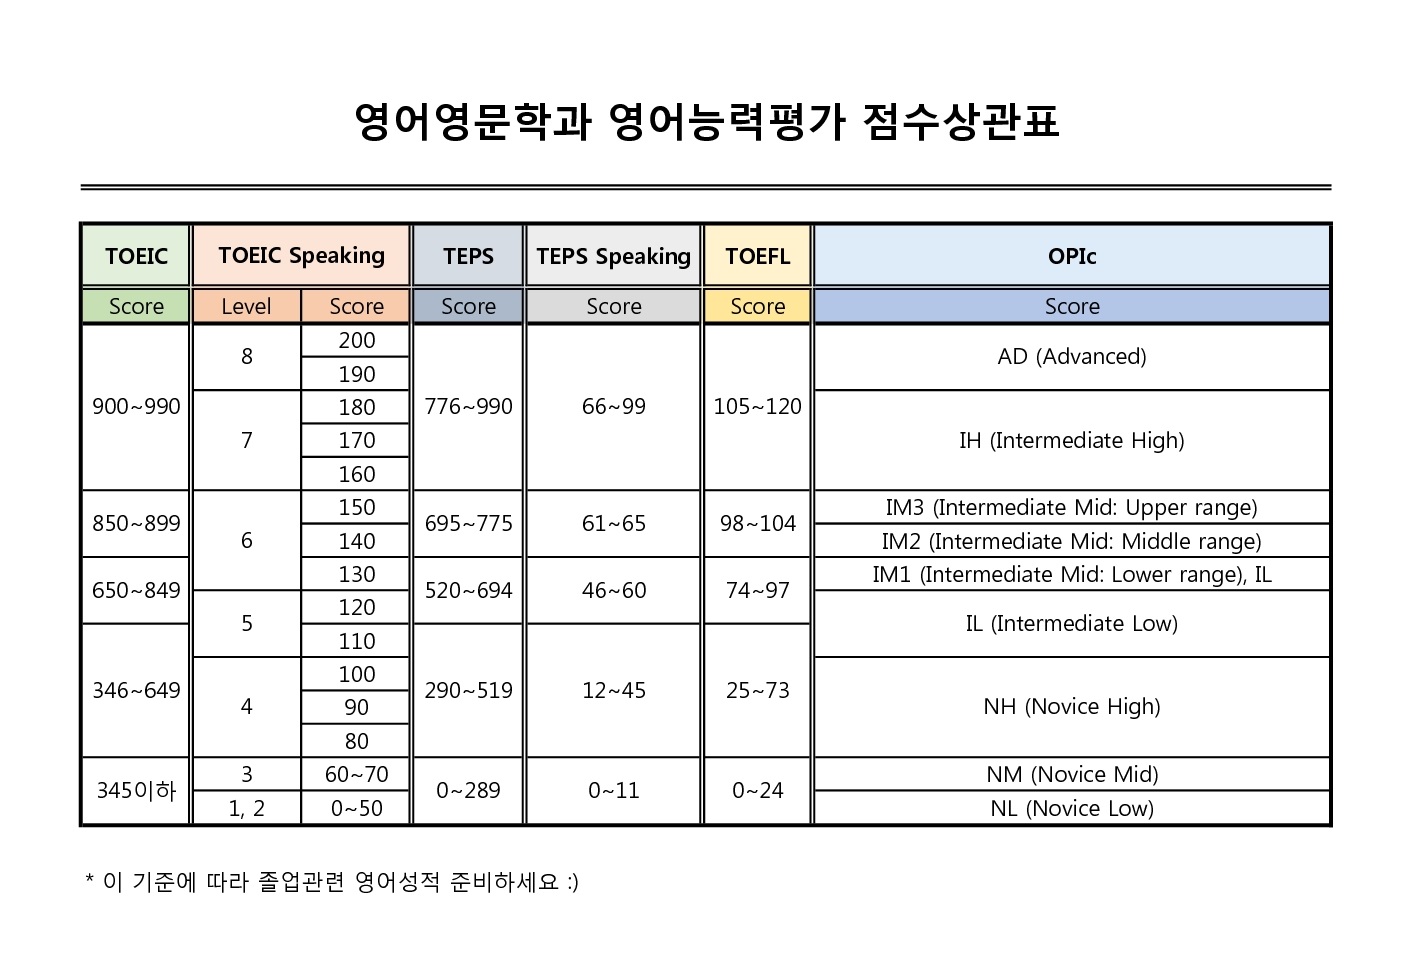 영어영문학과 영어능력평가 점수상관표
TOEIC TOEIC Speaking TEPS TEPS Speaking TOEFL OPIc
Score Level Score Score Score Score Score
900~990 8 200 776~990 66~99 105~120 AD (Advanced)
190
7 180 IH (Intermediate High)
170
160
850~899 6 150 695~775 61~65 98~104 IM3 (Intermediate Mid: Upper range)
140 IM2 (Intermediate Mid: Middle range)
650~849 130 520~694 46~60 74~97 IM1 (Intermediate Mid: Lower range), IL
5 120 IL (Intermediate Low)
346~649 110 290~519 12~45 25~73
4 100 NH (Novice High)
90
80
345이하 3 60~70 0~289 0~11 0~24 NM (Novice Mid)
1, 2 0~50 NL (Novice Low)
* 이 기준에 따라 졸업관련 영어성적 준비하세요 :)